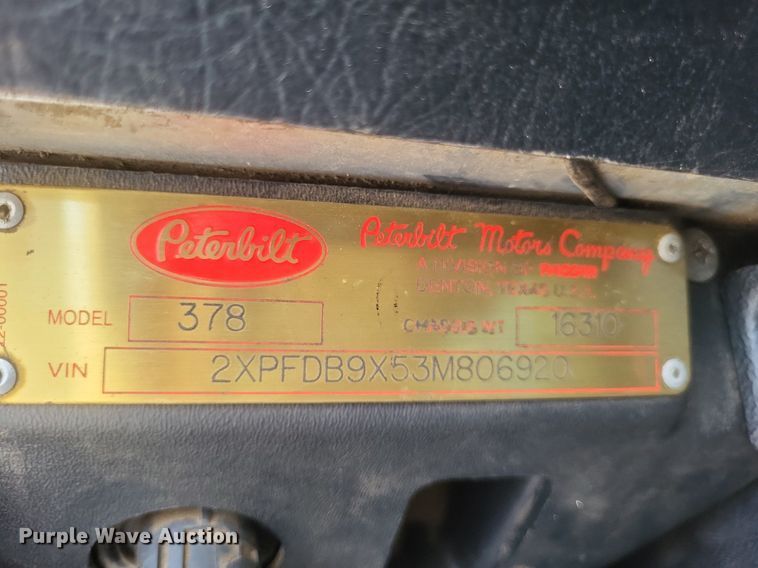 Peterbilt
Peterbilt Motors Company
A DIVISION OF PACCAR
DENTON, TEXAS U.S.A.
MODEL 378 CHASSIS WT 16310
VIN 2XPFDB9X53M806920
Purple Wave Auction